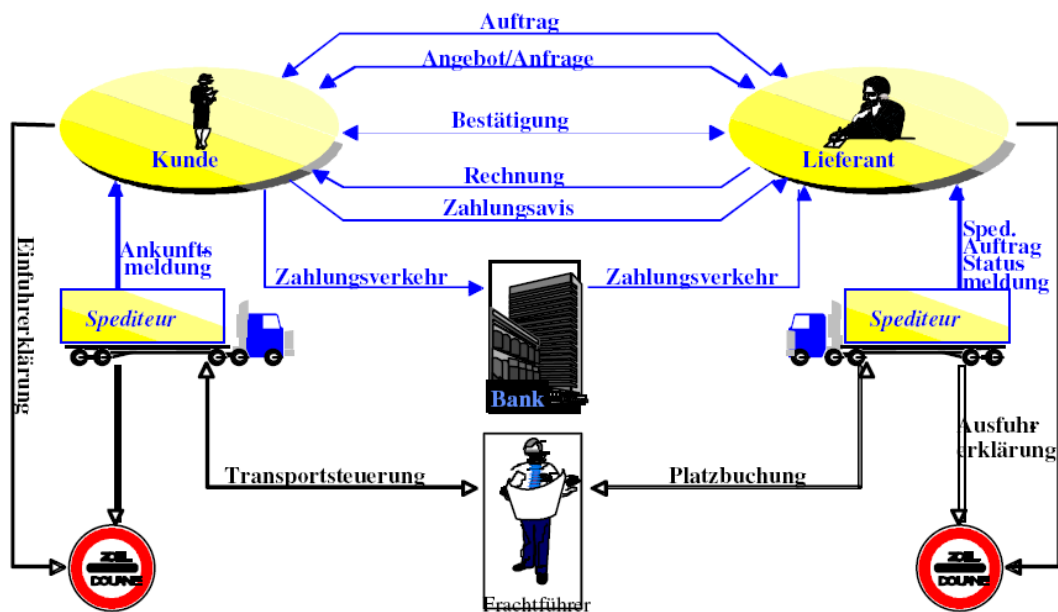 Auftrag
Angebot/Anfrage
Bestätigung
Kunde
Lieferant
Rechnung
Zahlungsavis
Ankunfts-
meldung
Sped.
Auftrag
Status
meldung
Zahlungsverkehr
Zahlungsverkehr
Einfuhrerklärung
Spediteur
Spediteur
Bank
Ausfuhr
erklärung
Transportsteuerung
Platzbuchung
ZOLL
DOUANE
ZOLL
DOUANE
Frachtführer